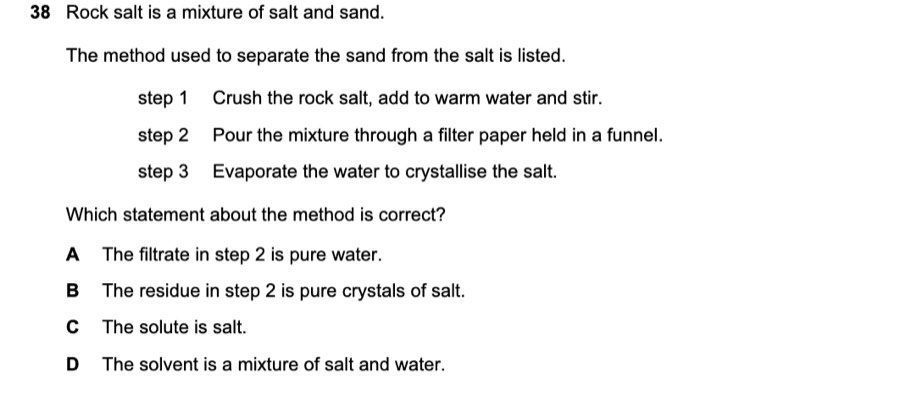 38 Rock salt is a mixture of salt and sand.
The method used to separate the sand from the salt is listed.
step 1 Crush the rock salt, add to warm water and stir.
step 2 Pour the mixture through a filter paper held in a funnel.
step 3 Evaporate the water to crystallise the salt.
Which statement about the method is correct?
A The filtrate in step 2 is pure water.
B The residue in step 2 is pure crystals of salt.
C The solute is salt.
D The solvent is a mixture of salt and water.